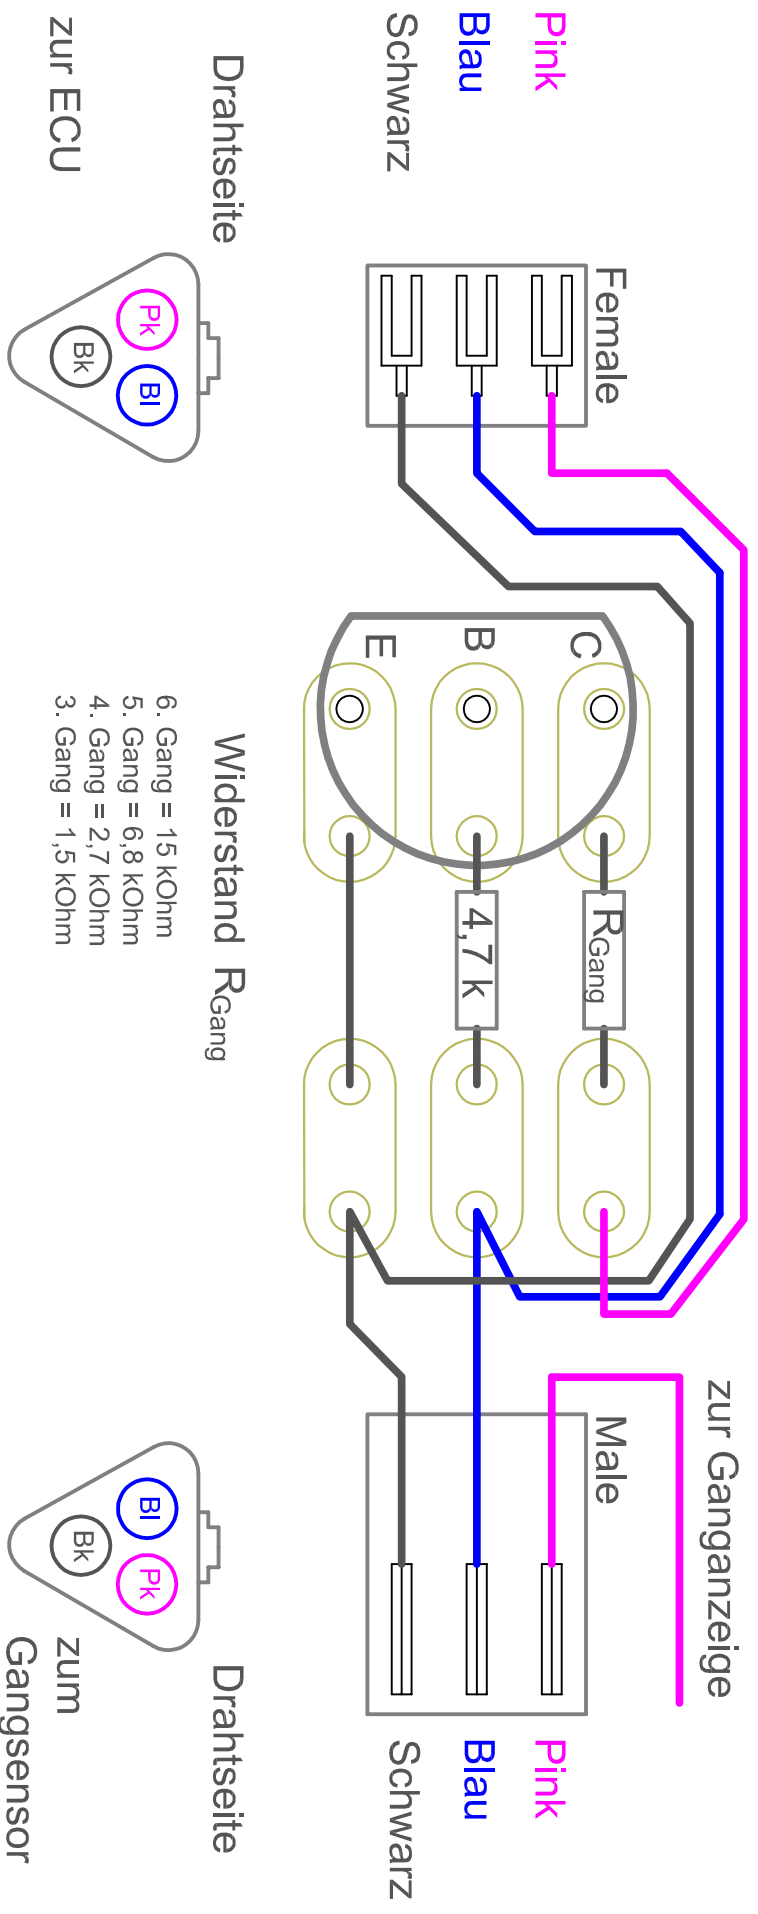 zur Ganganzeige
Female
Male
Pink
Blau
Schwarz
C
B
E
R Gang
4,7 k
Pink
Blau
Schwarz
Drahtseite
Widerstand R Gang
Drahtseite
6. Gang = 15 kOhm
5. Gang = 6,8 kOhm
4. Gang = 2,7 kOhm
3. Gang = 1,5 kOhm
Pk
Bl
Bk
Bl
Pk
Bk
zur ECU
zum
Gangsensor